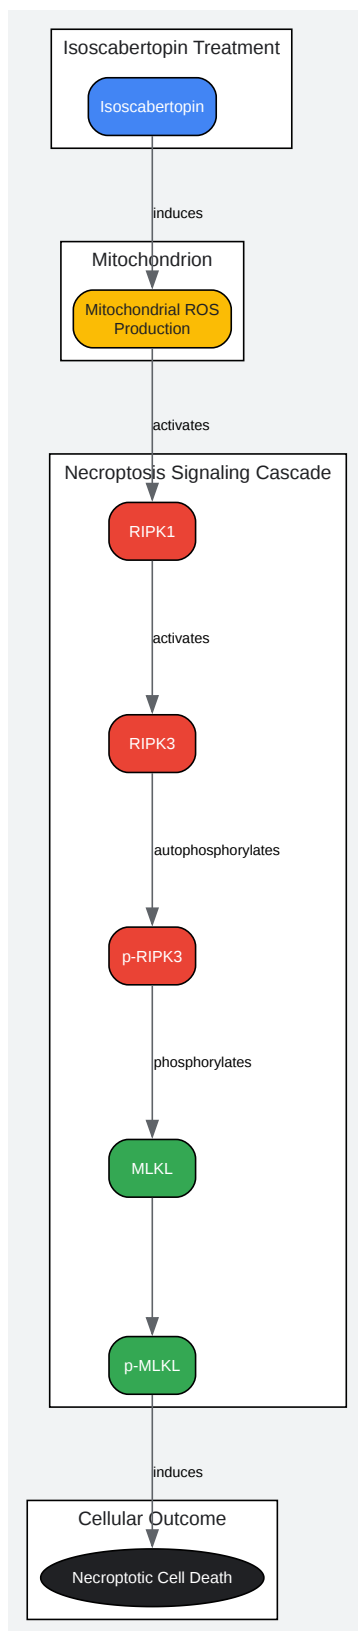 Isoscabertopin Treatment
Isoscabertopin
induces
Mitochondrion
Mitochondrial ROS
Production
activates
Necroptosis Signaling Cascade
RIPK1
activates
RIPK3
autophosphorylates
p-RIPK3
phosphorylates
MLKL
p-MLKL
induces
Cellular Outcome
Necroptotic Cell Death